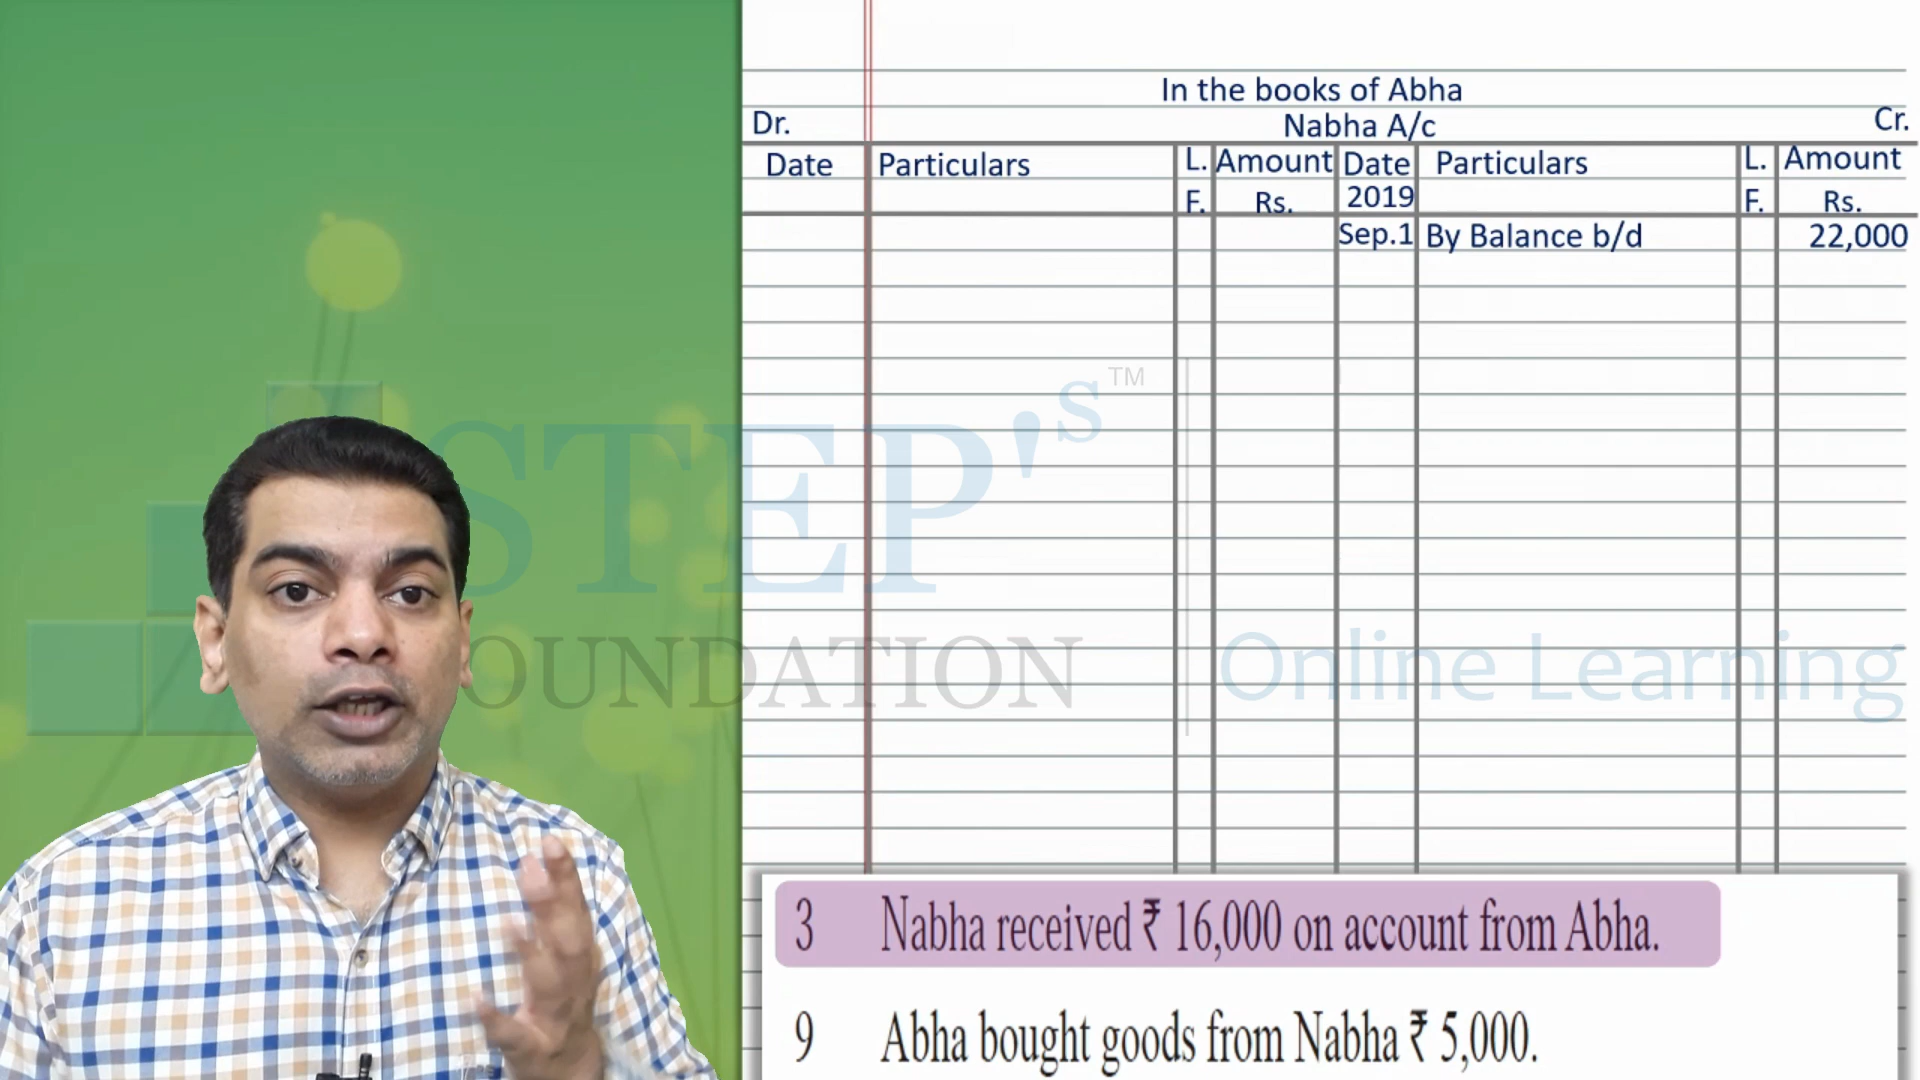 In the books of Abha
Dr. Nabha A/c Cr.
Date Particulars L. F. Amount Rs. Date 2019 Particulars L. F. Amount Rs.
Sep.1 By Balance b/d 22,000
STEP's™
OUNDATION Online Learning
3 Nabha received ₹ 16,000 on account from Abha.
9 Abha bought goods from Nabha ₹ 5,000.